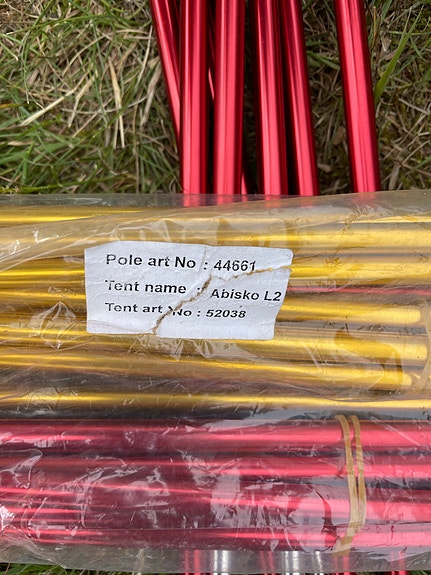 Pole art No : 44661
Tent name : Abisko L2
Tent art No : 52038